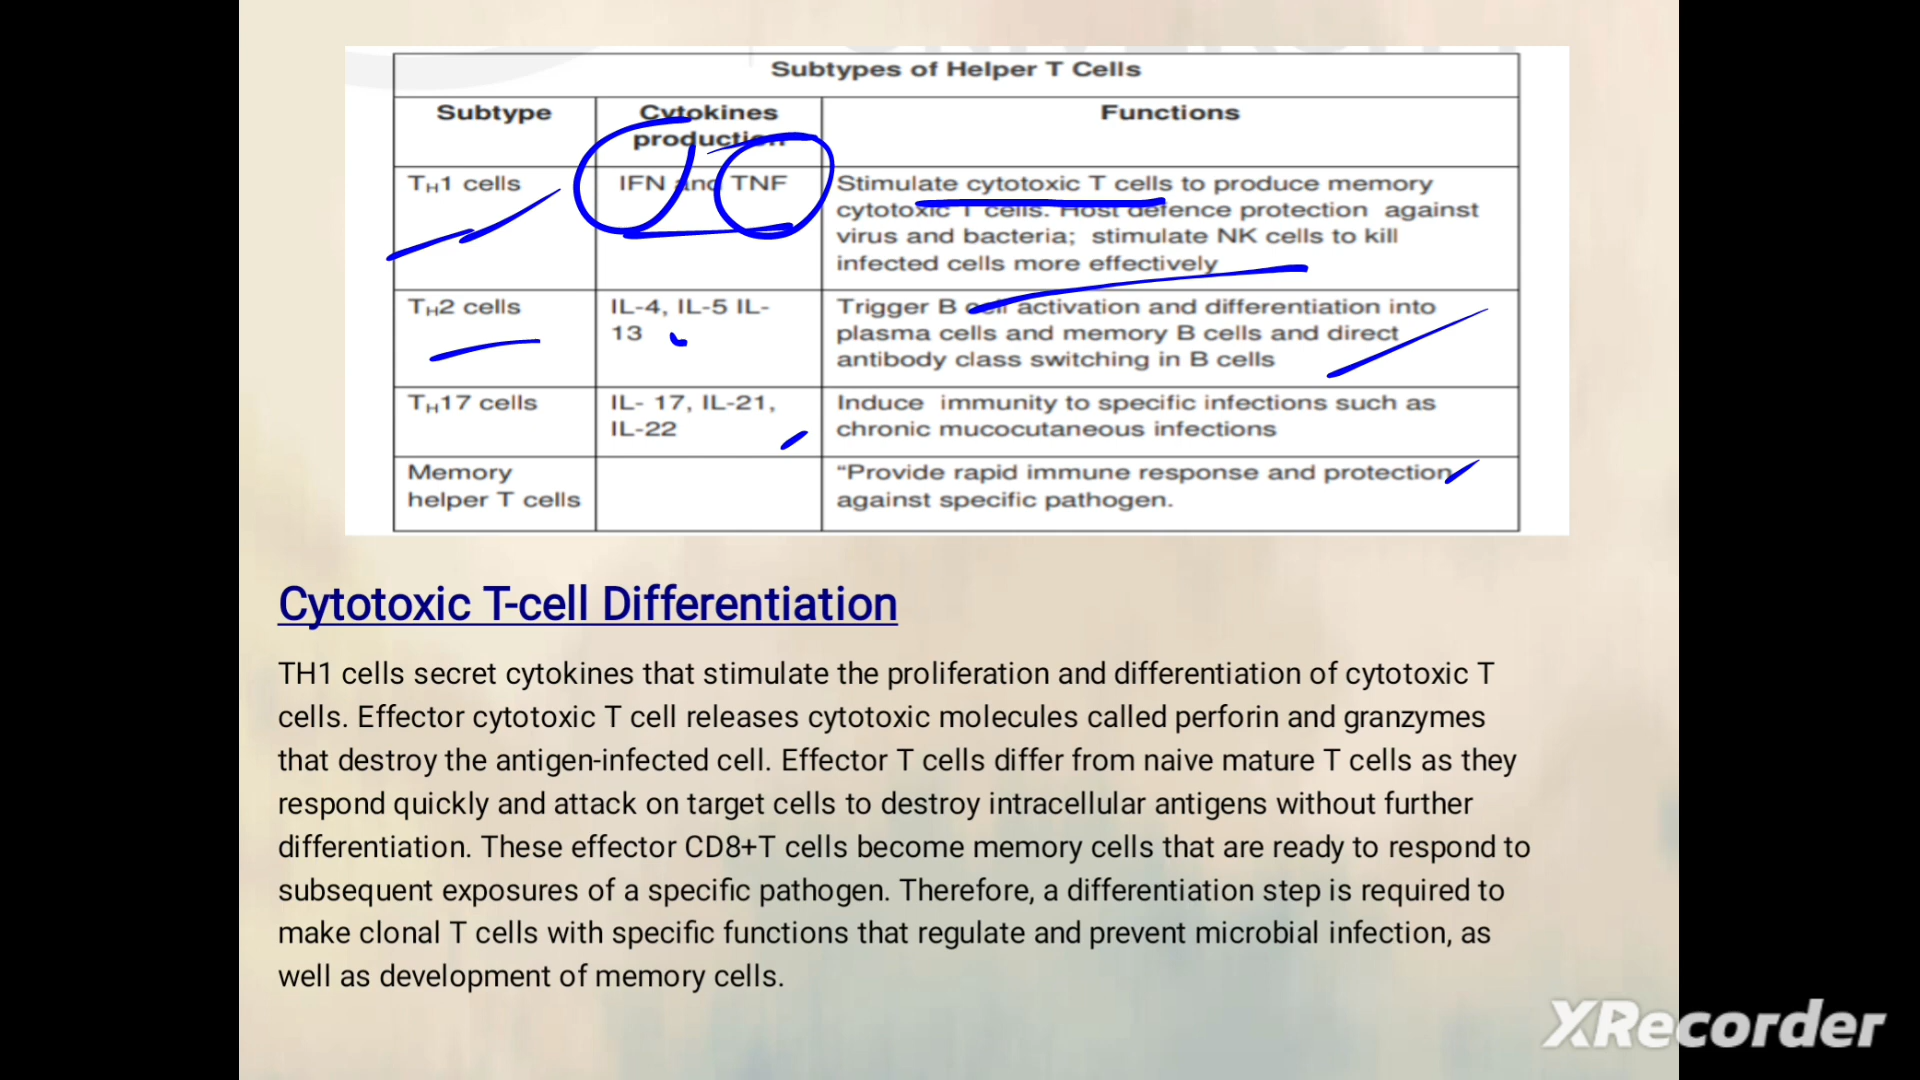 Subtypes of Helper T Cells
Subtype Cytokines Functions
production
TH1 cells IFN and TNF Stimulate cytotoxic T cells to produce memory
cytotoxic T cells. Host defence protection against
virus and bacteria; stimulate NK cells to kill
infected cells more effectively
TH2 cells IL-4, IL-5 IL- Trigger B cell activation and differentiation into
13 plasma cells and memory B cells and direct
antibody class switching in B cells
TH17 cells IL- 17, IL-21, Induce immunity to specific infections such as
IL-22 chronic mucocutaneous infections
Memory “Provide rapid immune response and protection
helper T cells against specific pathogen.
Cytotoxic T-cell Differentiation
TH1 cells secret cytokines that stimulate the proliferation and differentiation of cytotoxic T
cells. Effector cytotoxic T cell releases cytotoxic molecules called perforin and granzymes
that destroy the antigen-infected cell. Effector T cells differ from naive mature T cells as they
respond quickly and attack on target cells to destroy intracellular antigens without further
differentiation. These effector CD8+T cells become memory cells that are ready to respond to
subsequent exposures of a specific pathogen. Therefore, a differentiation step is required to
make clonal T cells with specific functions that regulate and prevent microbial infection, as
well as development of memory cells.
XRecorder